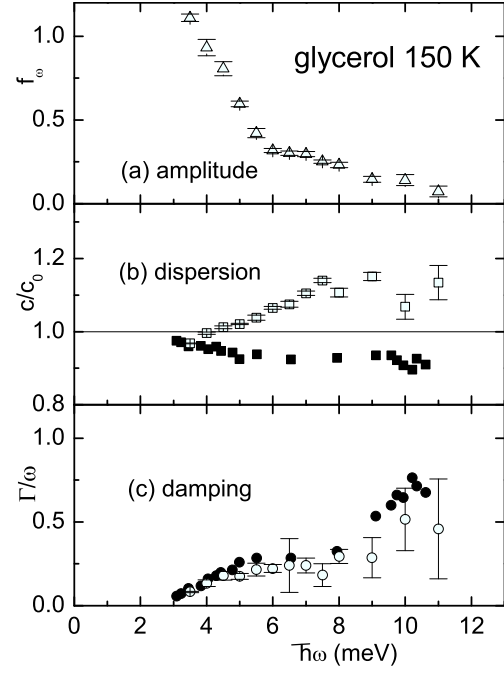 1.0
0.5
0.0
f_ω
glycerol 150 K
(a) amplitude
1.2
1.0
0.8
c/c_0
(b) dispersion
1.0
0.5
0.0
Γ/ω
(c) damping
0 2 4 6 8 10 12
ħω (meV)